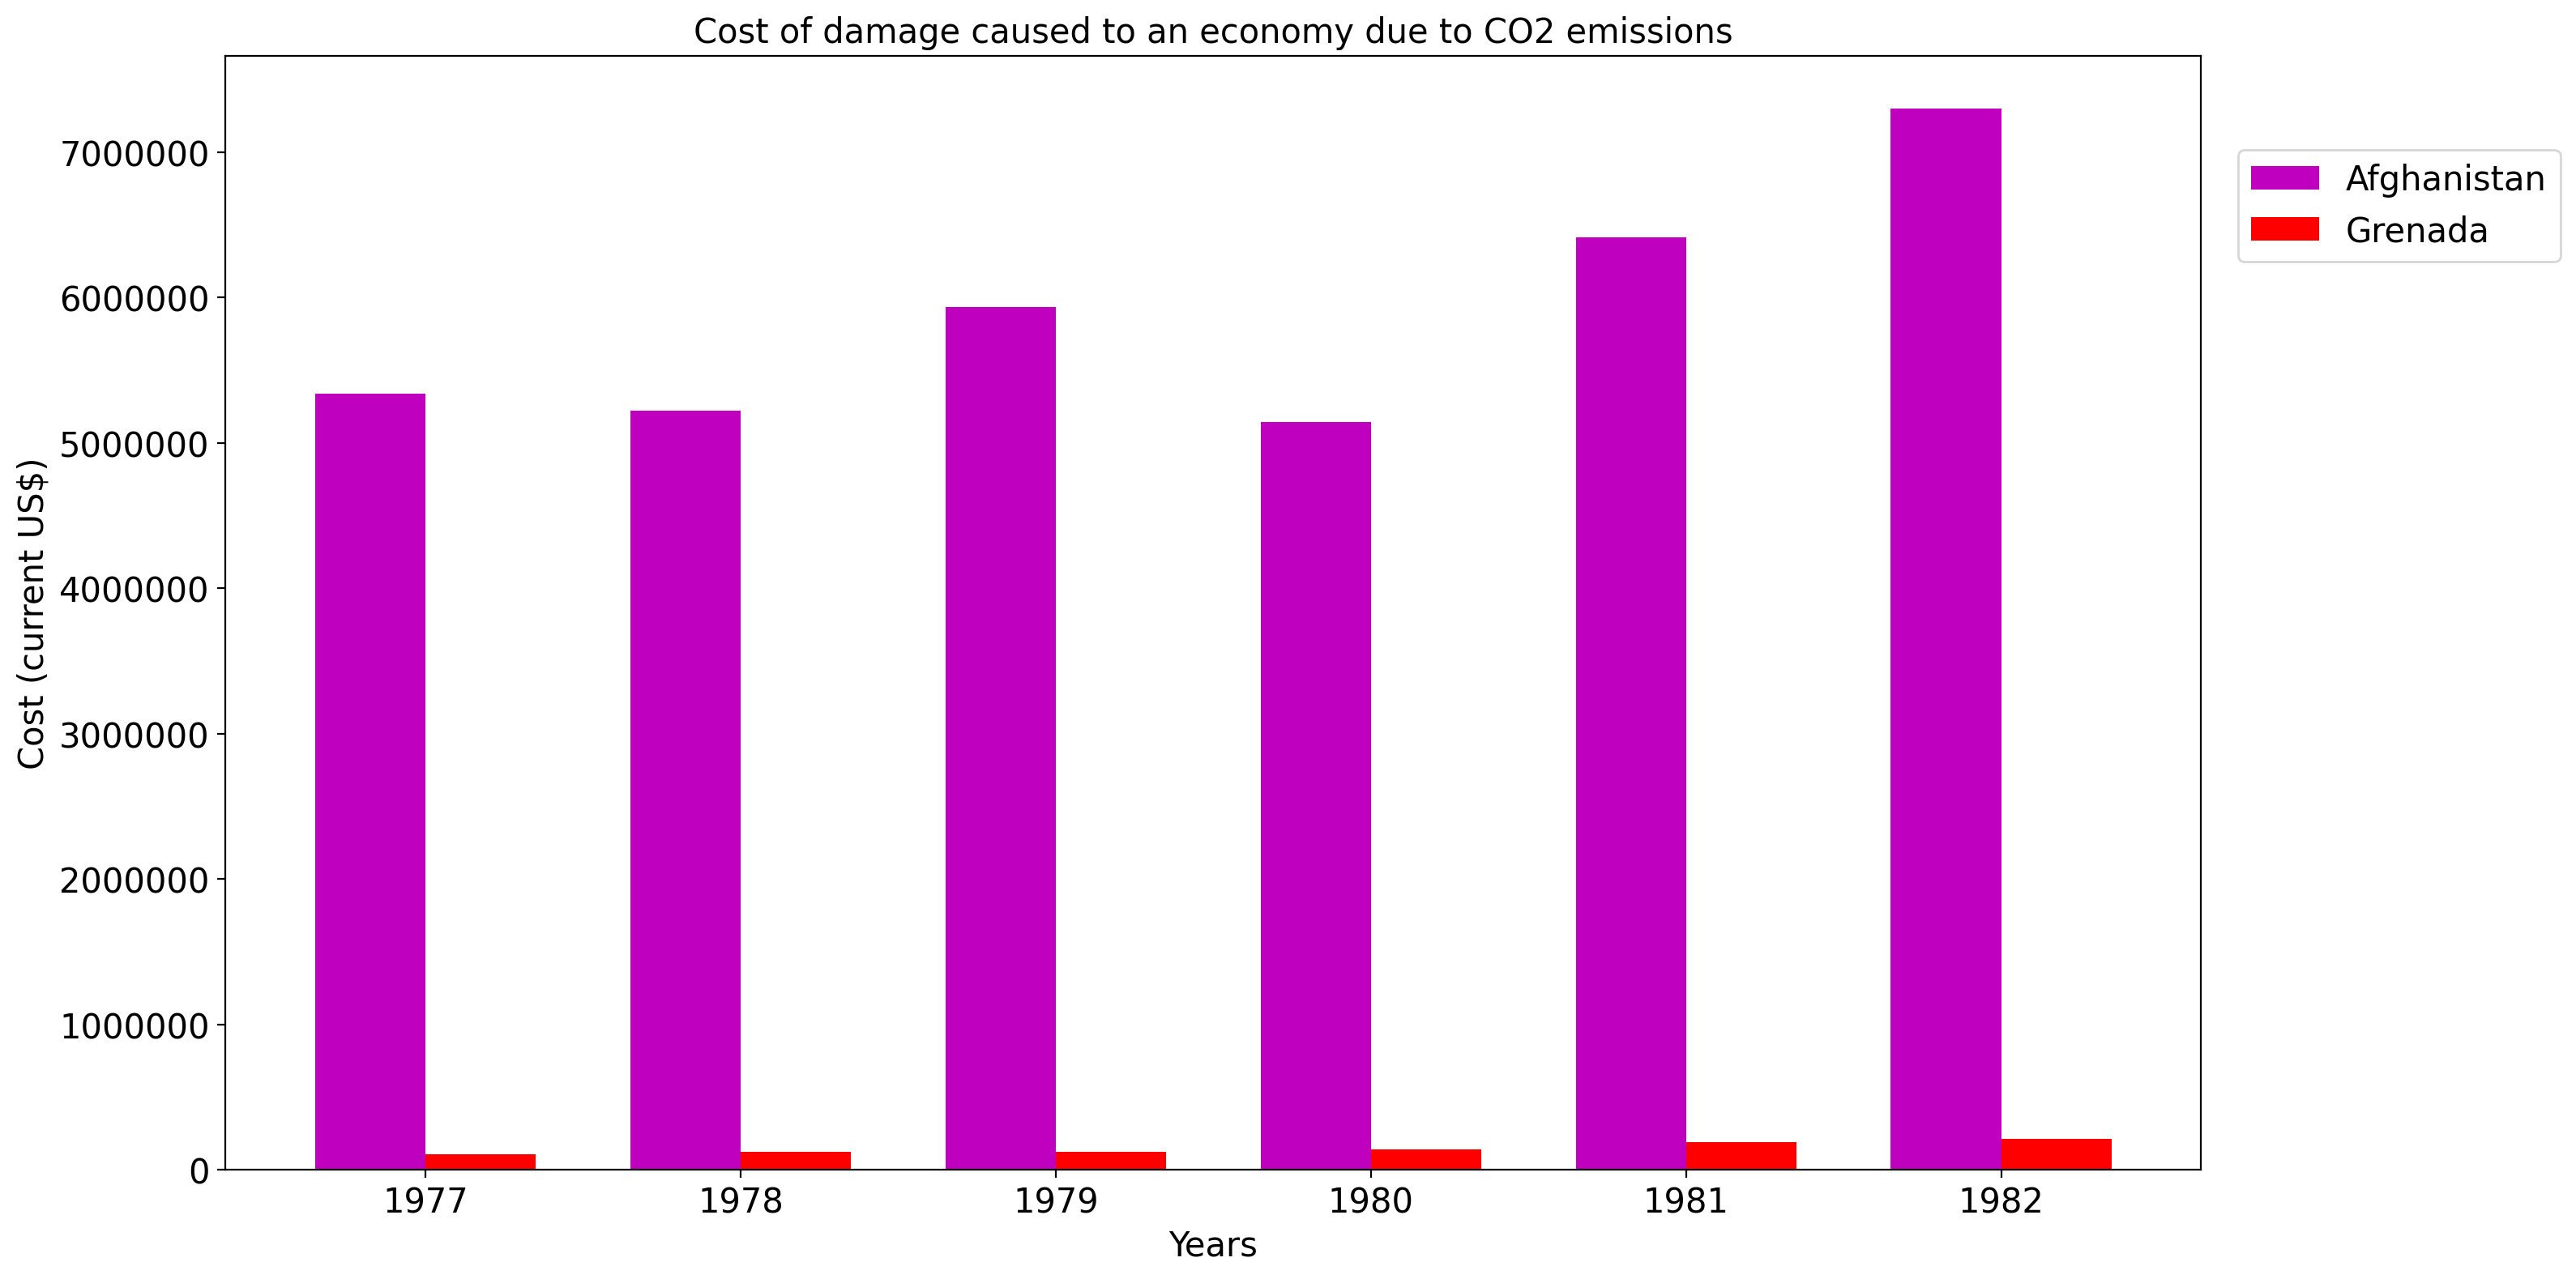 Cost of damage caused to an economy due to CO2 emissions
Cost (current US$)
7000000
6000000
5000000
4000000
3000000
2000000
1000000
0
1977 1978 1979 1980 1981 1982
Years
Afghanistan
Grenada